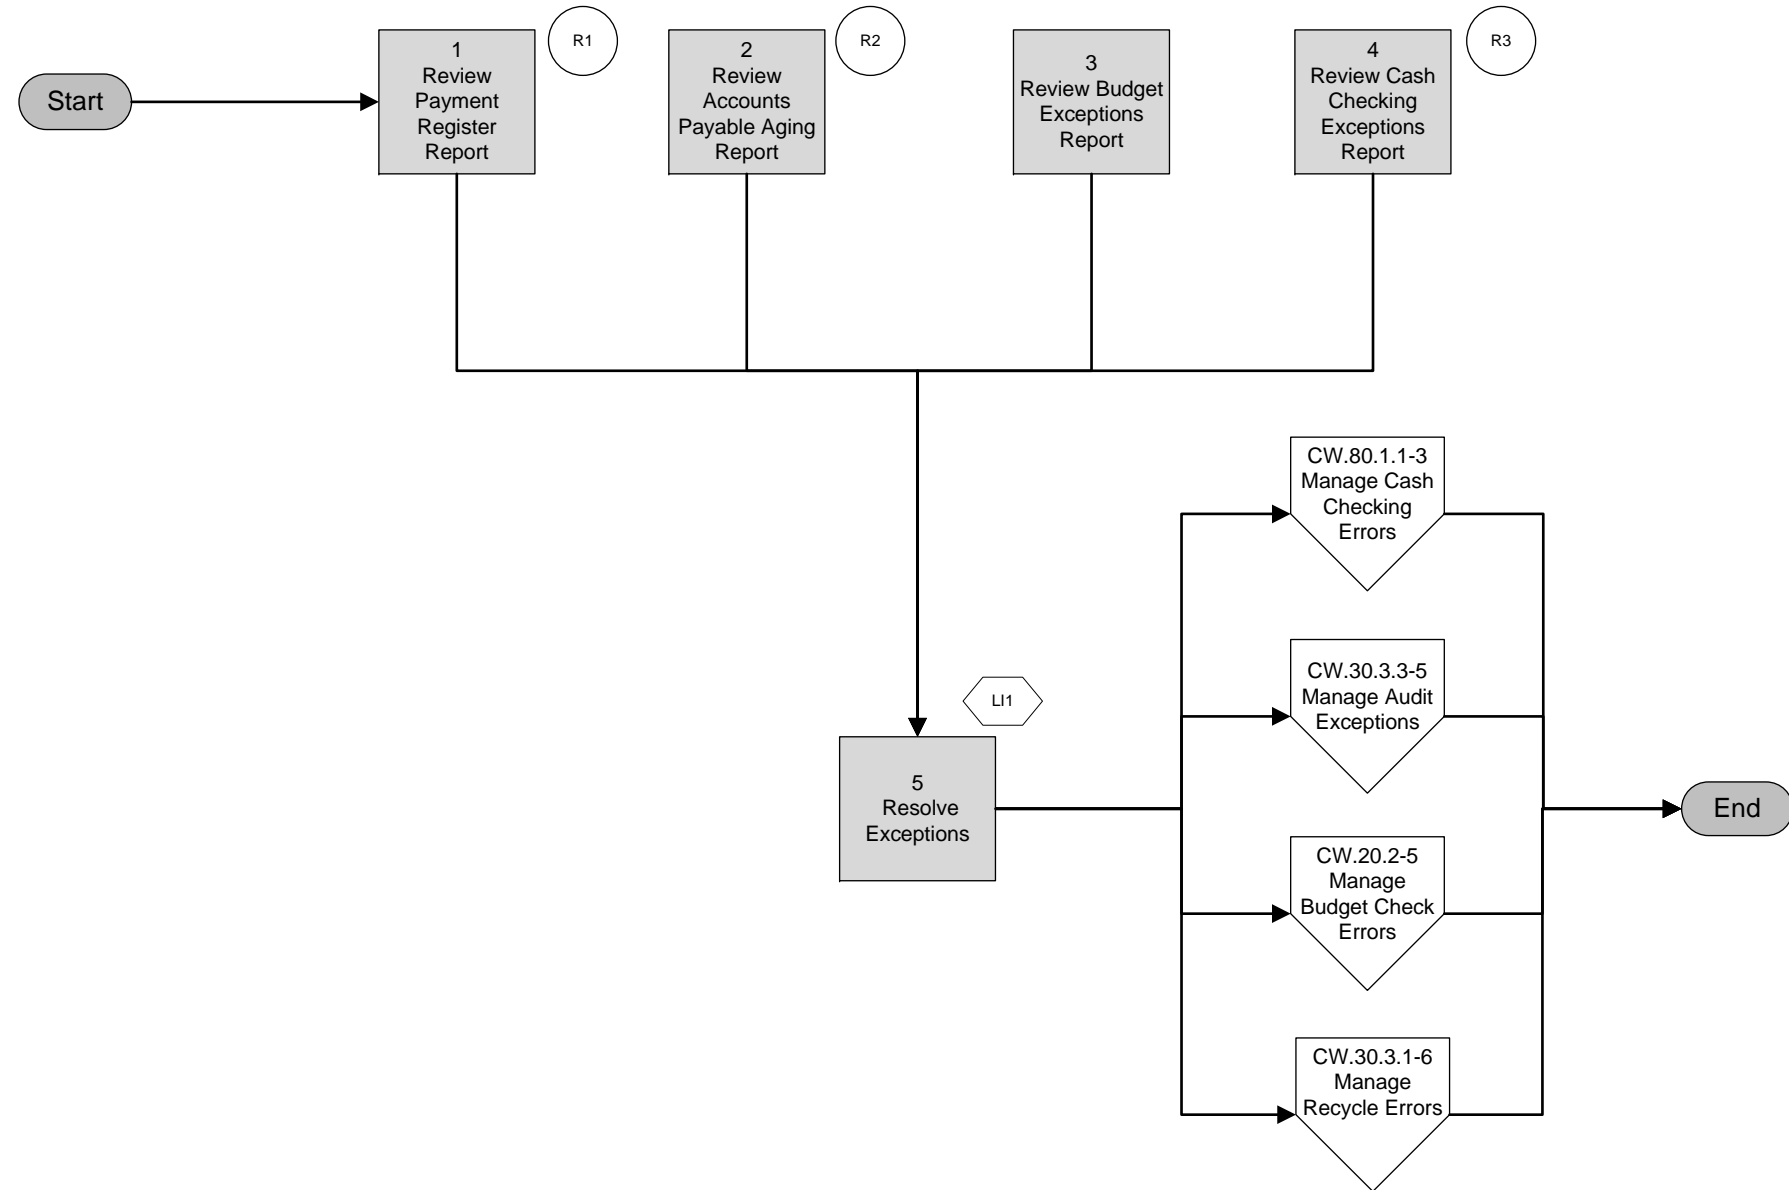 Start
1
Review
Payment
Register
Report
R1
2
Review
Accounts
Payable Aging
Report
R2
3
Review Budget
Exceptions
Report
4
Review Cash
Checking
Exceptions
Report
R3
CW.80.1.1-3
Manage Cash
Checking
Errors
CW.30.3.3-5
Manage Audit
Exceptions
LI1
5
Resolve
Exceptions
End
CW.20.2-5
Manage
Budget Check
Errors
CW.30.3.1-6
Manage
Recycle Errors